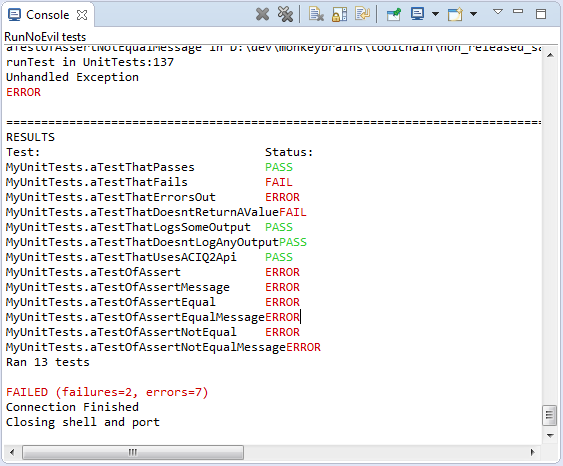 Console
RunNoEvil tests
aTestOfAssertNotEqualMessage in D:\dev\monkeybrains\toolchain\non_released_sa
runTest in UnitTests:137
Unhandled Exception
ERROR
================================================================================
RESULTS
Test: Status:
MyUnitTests.aTestThatPasses PASS
MyUnitTests.aTestThatFails FAIL
MyUnitTests.aTestThatErrorsOut ERROR
MyUnitTests.aTestThatDoesntReturnAValueFAIL
MyUnitTests.aTestThatLogsSomeOutput PASS
MyUnitTests.aTestThatDoesntLogAnyOutputPASS
MyUnitTests.aTestThatUsesACIQ2Api PASS
MyUnitTests.aTestOfAssert ERROR
MyUnitTests.aTestOfAssertMessage ERROR
MyUnitTests.aTestOfAssertEqual ERROR
MyUnitTests.aTestOfAssertEqualMessageERROR
MyUnitTests.aTestOfAssertNotEqual ERROR
MyUnitTests.aTestOfAssertNotEqualMessageERROR
Ran 13 tests
FAILED (failures=2, errors=7)
Connection Finished
Closing shell and port